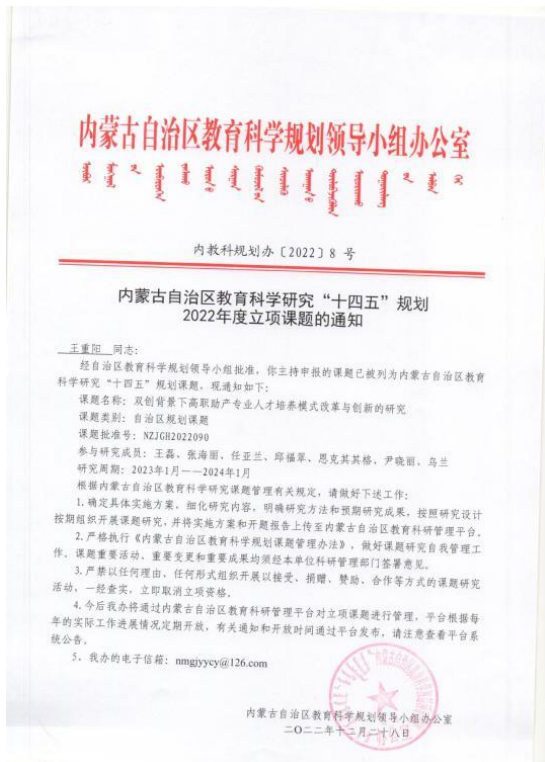 内蒙古自治区教育科学规划领导小组办公室
内教科规划办〔2022〕8 号
内蒙古自治区教育科学研究“十四五”规划
2022年度立项课题的通知
王重阳 同志：
经自治区教育科学规划领导小组批准，你主持申报的课题已被列为内蒙古自治区教育
科学研究“十四五”规划课题，现通知如下：
课题名称：双创背景下高职助产专业人才培养模式改革与创新的研究
课题类别：自治区规划课题
课题批准号：NZJGH2022090
参与研究成员：王磊、张海丽、任亚兰、邱福翠、恩克其其格、尹晓丽、乌兰
研究周期：2023年1月——2024年1月
根据内蒙古自治区教育科学研究课题管理有关规定，请做好下述工作：
1.确定具体实施方案，细化研究内容，明确研究方法和预期研究成果，按照研究设计
按期组织开展课题研究，并将实施方案和开题报告上传至内蒙古自治区教育科研管理平台。
2.严格执行《内蒙古自治区教育科学规划课题管理办法》，做好课题研究自我管理工
作，课题重要活动、重要变更和重要成果均须经本单位科研管理部门签署意见。
3.严禁以任何理由、任何形式组织开展以接受、捐赠、赞助、合作等方式的课题研究
活动，一经查实，立即取消立项资格。
4.今后我办将通过内蒙古自治区教育科研管理平台对立项课题进行管理，平台根据每
年的实际工作进展情况定期开放，有关通知和开放时间通过平台发布，请注意查看平台系
统公告。
5、我办的电子信箱：nmgjyycy@126.com
内蒙古自治区教育科学规划领导小组办公室
二〇二二年十二月二十八日